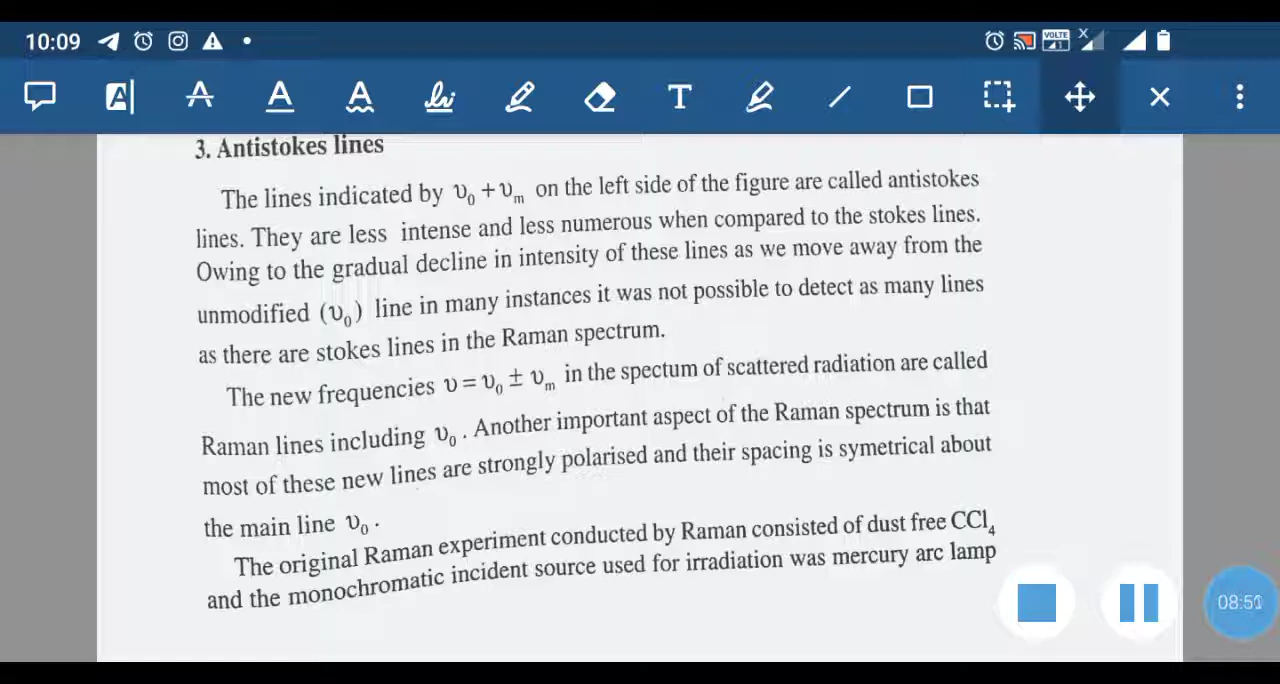 10:09
VOLTE
A A A A T
3. Antistokes lines
The lines indicated by υ₀ + υₘ on the left side of the figure are called antistokes
lines. They are less intense and less numerous when compared to the stokes lines.
Owing to the gradual decline in intensity of these lines as we move away from the
unmodified (υ₀) line in many instances it was not possible to detect as many lines
as there are stokes lines in the Raman spectrum.
The new frequencies υ = υ₀ ± υₘ in the spectum of scattered radiation are called
Raman lines including υ₀ . Another important aspect of the Raman spectrum is that
most of these new lines are strongly polarised and their spacing is symetrical about
the main line υ₀ .
The original Raman experiment conducted by Raman consisted of dust free CCl₄
and the monochromatic incident source used for irradiation was mercury arc lamp
08:51